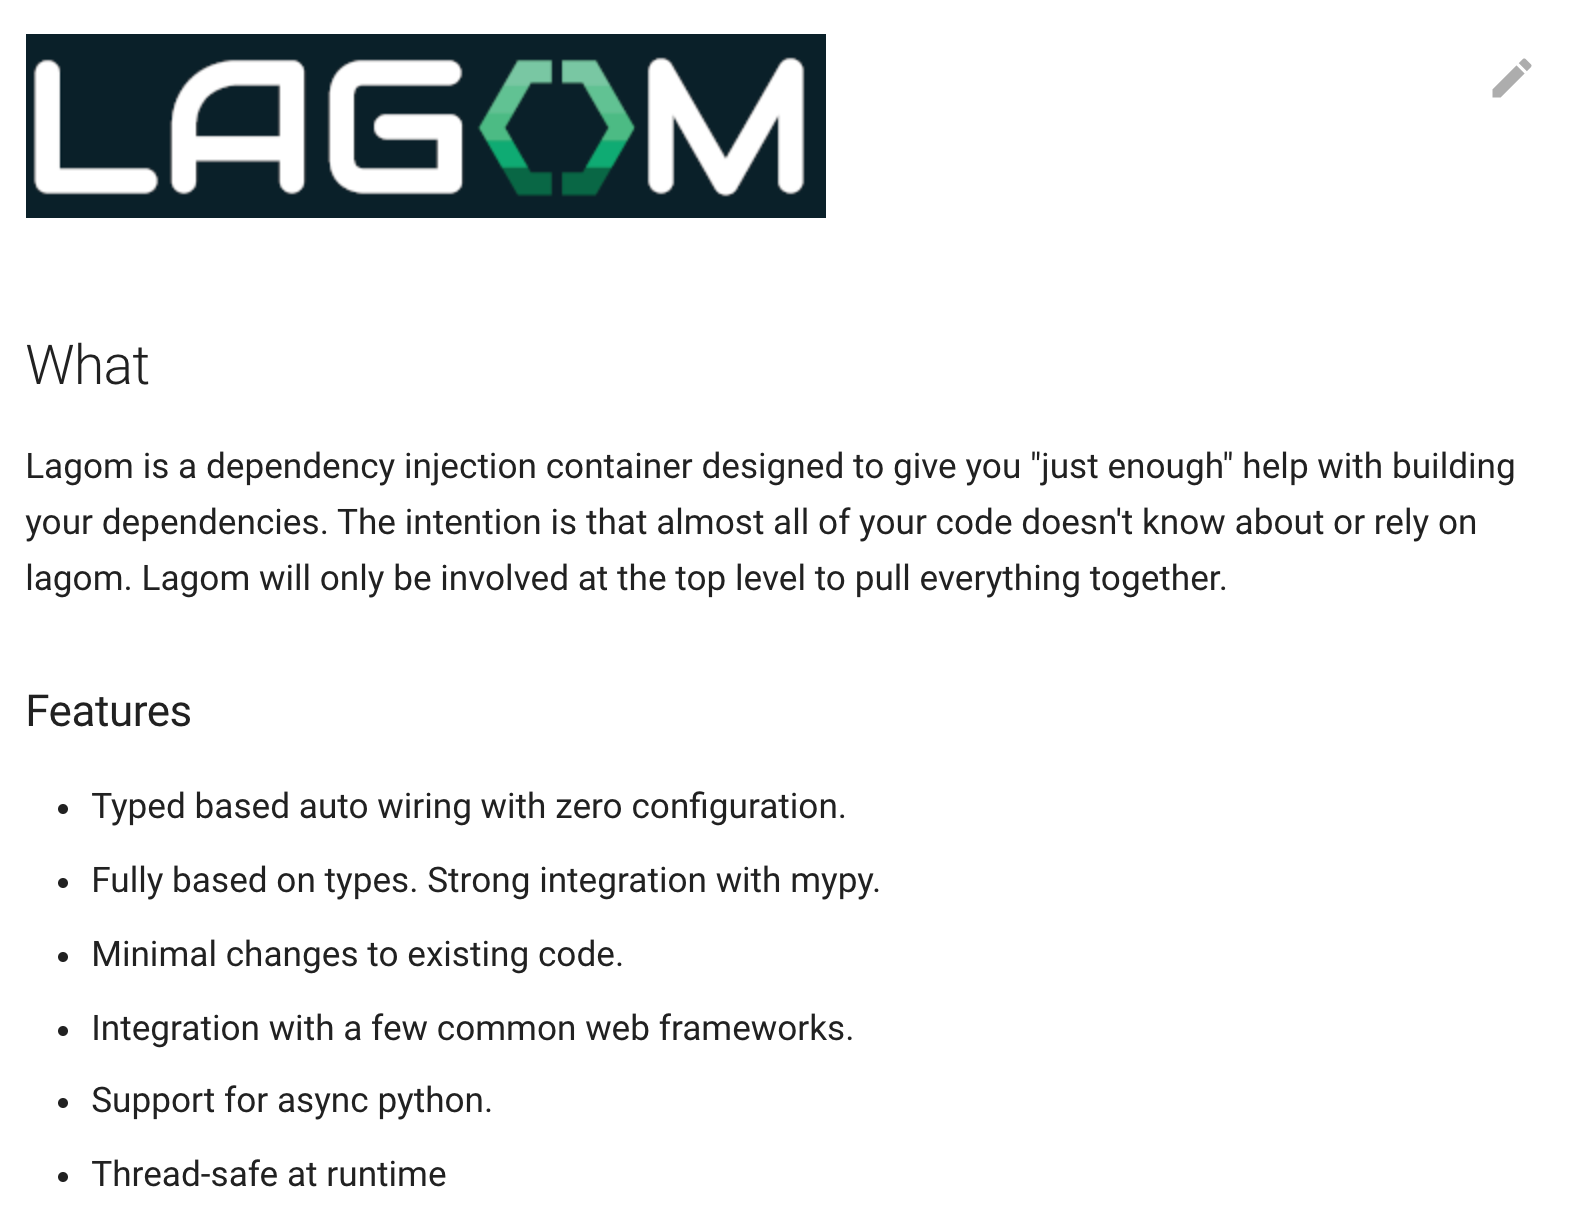 LAGOM
What
Lagom is a dependency injection container designed to give you "just enough" help with building
your dependencies. The intention is that almost all of your code doesn't know about or rely on
lagom. Lagom will only be involved at the top level to pull everything together.
Features
• Typed based auto wiring with zero configuration.
• Fully based on types. Strong integration with mypy.
• Minimal changes to existing code.
• Integration with a few common web frameworks.
• Support for async python.
• Thread-safe at runtime